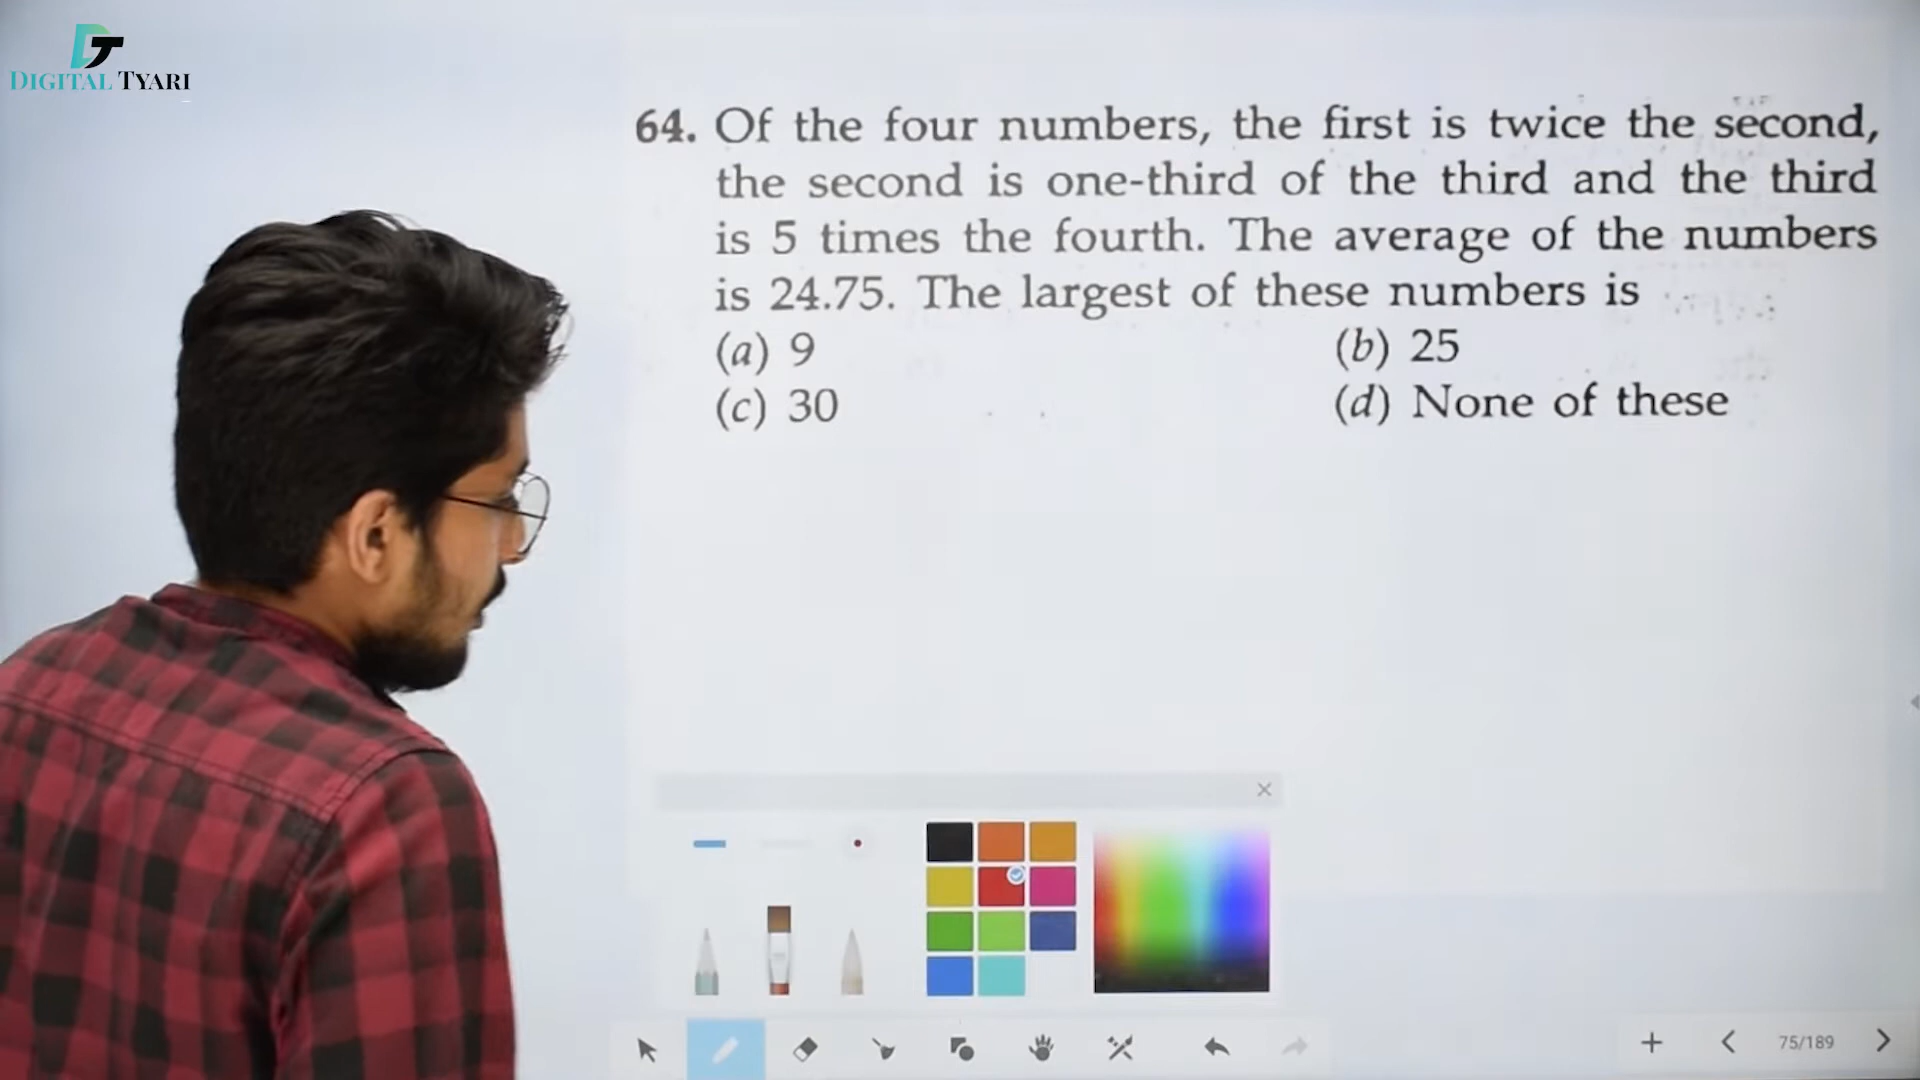 DIGITAL TYARI
64. Of the four numbers, the first is twice the second,
the second is one-third of the third and the third
is 5 times the fourth. The average of the numbers
is 24.75. The largest of these numbers is
(a) 9 (b) 25
(c) 30 (d) None of these
75/189